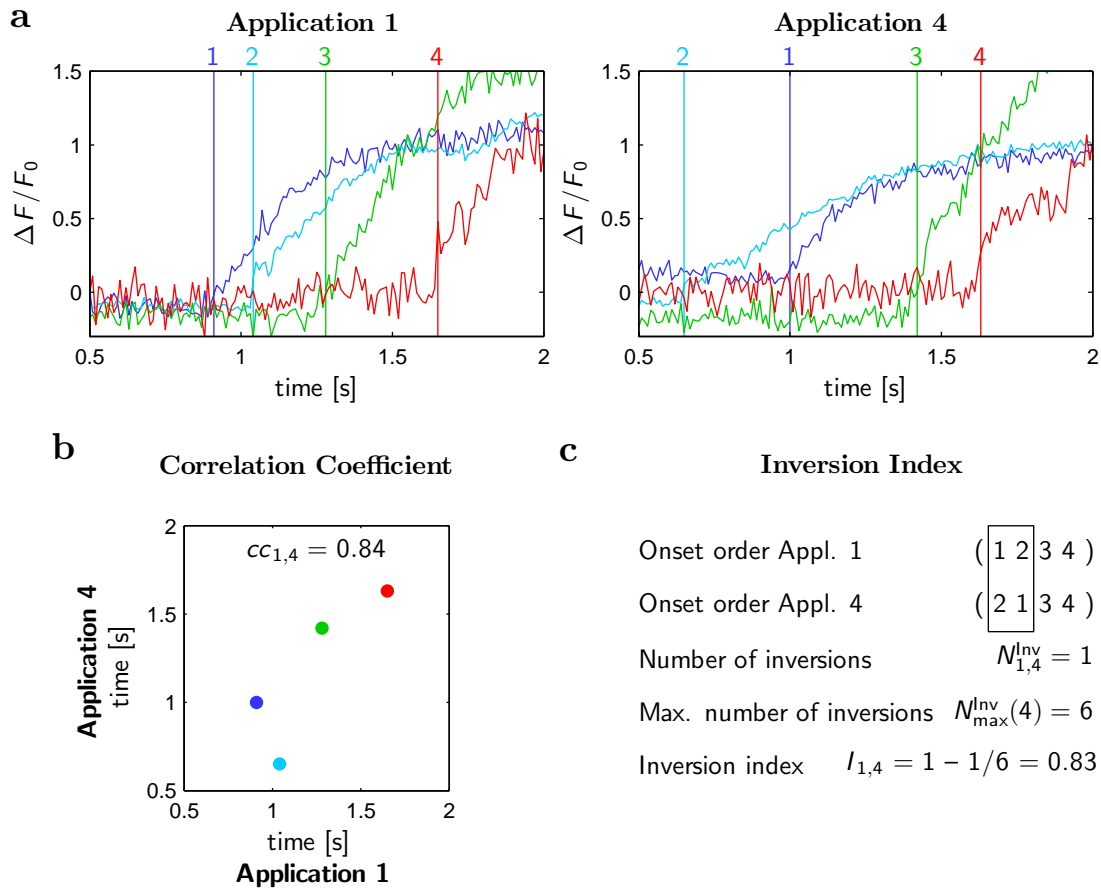 a
Application 1
Application 4
1 2 3 4
2 1 3 4
1.5
1
0.5
0
ΔF/F₀
0.5 1 1.5 2
time [s]
1.5
1
0.5
0
ΔF/F₀
0.5 1 1.5 2
time [s]
b
Correlation Coefficient
cc₁,₄ = 0.84
2
1.5
1
0.5
Application 4
time [s]
0.5 1 1.5 2
time [s]
Application 1
c
Inversion Index
Onset order Appl. 1 ( 1 2 3 4 )
Onset order Appl. 4 ( 2 1 3 4 )
Number of inversions N₁,₄^Inv = 1
Max. number of inversions N_max^Inv(4) = 6
Inversion index I₁,₄ = 1 – 1/6 = 0.83